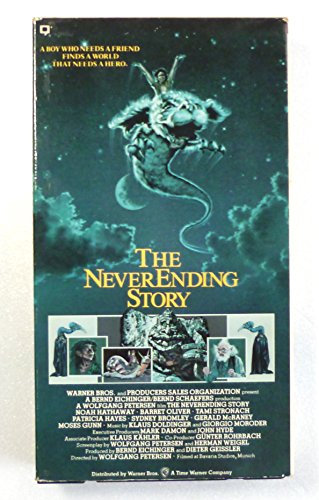 A BOY WHO NEEDS A FRIEND
FINDS A WORLD
THAT NEEDS A HERO.
THE
NEVERENDING
STORY
WARNER BROS. and PRODUCERS SALES ORGANIZATION present
A BERND EICHINGER/BERND SCHAEFERS production
A WOLFGANG PETERSEN film THE NEVERENDING STORY
NOAH HATHAWAY · BARRET OLIVER · TAMI STRONACH
PATRICIA HAYES · SYDNEY BROMLEY · GERALD McRANEY
MOSES GUNN · Music by KLAUS DOLDINGER and GIORGIO MORODER
Executive Producers MARK DAMON and JOHN HYDE
Associate Producer KLAUS KÄHLER · Co-Producer GÜNTER ROHRBACH
Screenplay by WOLFGANG PETERSEN and HERMAN WEIGEL
Produced by BERND EICHINGER and DIETER GEISSLER
Directed by WOLFGANG PETERSEN · Filmed at Bavaria Studios, Munich
Distributed by Warner Bros. A Time Warner Company